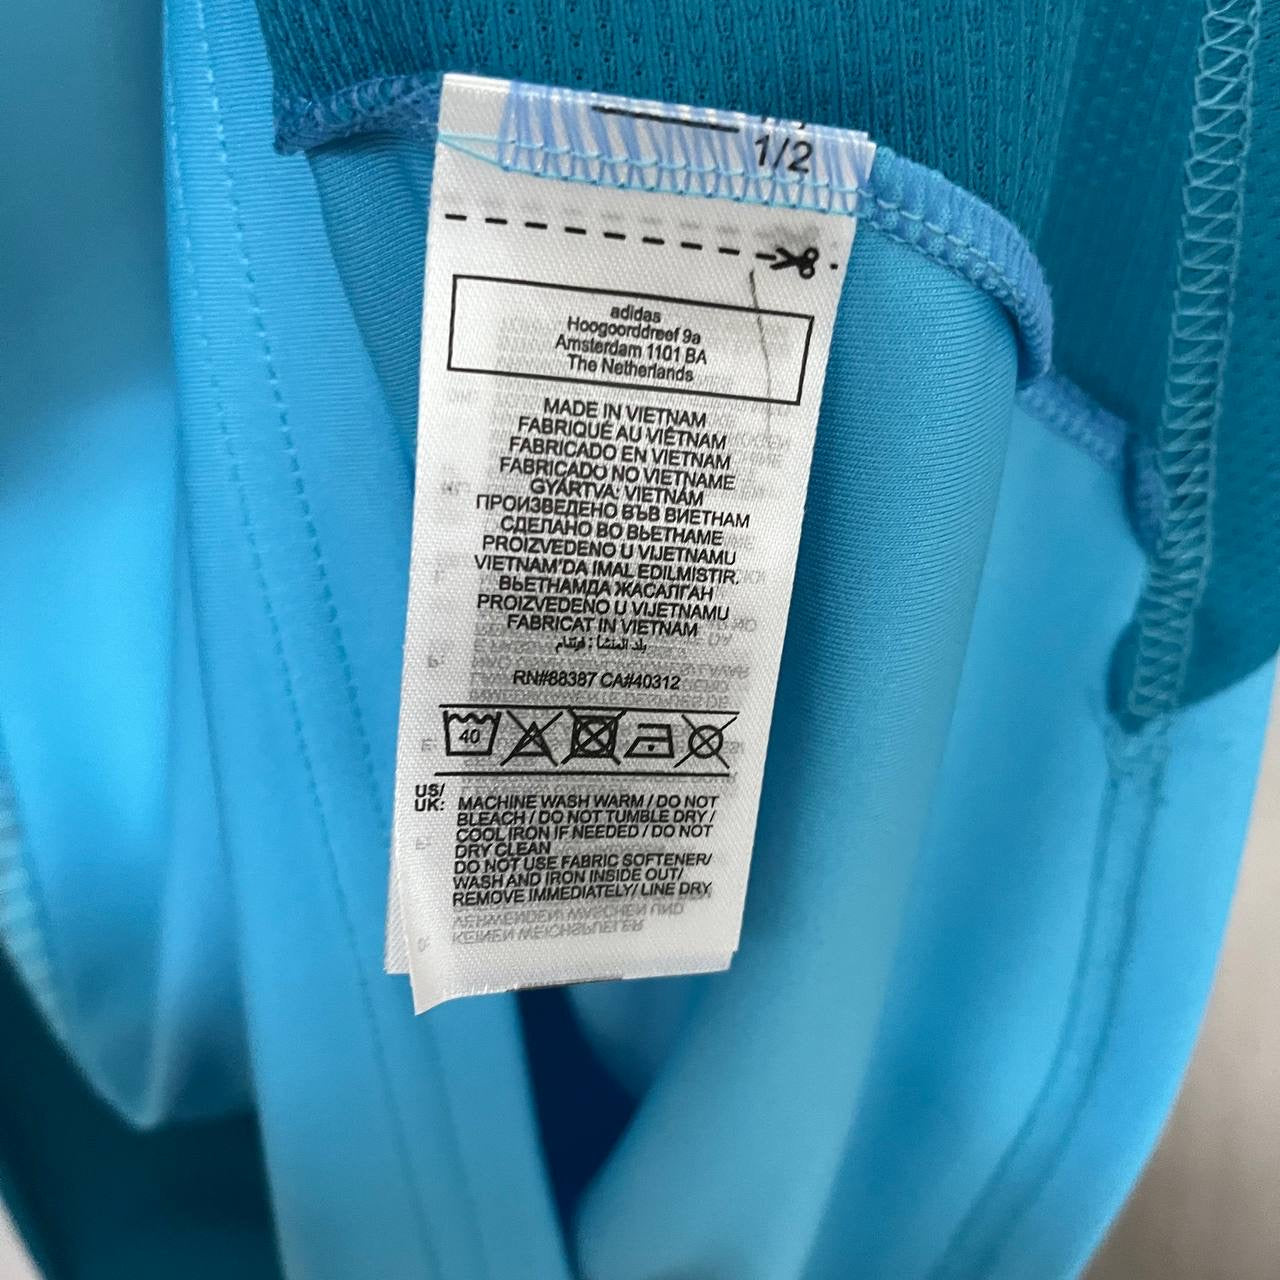 1/2
adidas
Hoogoorddreef 9a
Amsterdam 1101 BA
The Netherlands
MADE IN VIETNAM
FABRIQUÉ AU VIÊTNAM
FABRICADO EN VIETNAM
FABRICADO NO VIETNAME
GYÁRTVA: VIETNÁM
ПРОИЗВЕДЕНО ВЪВ ВИЕТНАМ
СДЕЛАНО ВО ВЬЕТНАМЕ
PROIZVEDENO U VIJETNAMU
VIETNAM'DA IMAL EDILMISTIR.
ВЬЕТНАМДА ЖАСАЛҒАН
PROIZVEDENO U VIJETNAMU
FABRICAT IN VIETNAM
بلد المنشأ : فيتنام
RN#88387 CA#40312
40
US/
UK: MACHINE WASH WARM / DO NOT
BLEACH / DO NOT TUMBLE DRY /
COOL IRON IF NEEDED / DO NOT
DRY CLEAN
DO NOT USE FABRIC SOFTENER/
WASH AND IRON INSIDE OUT/
REMOVE IMMEDIATELY/ LINE DRY